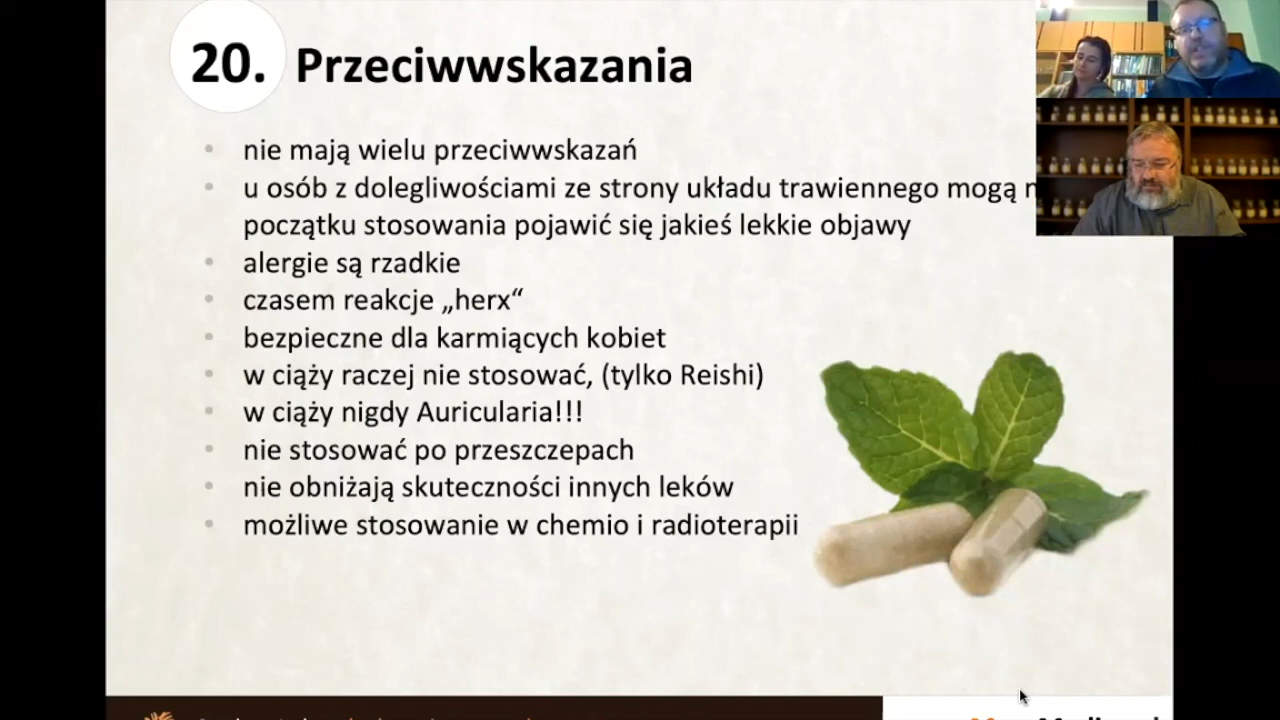 20. Przeciwwskazania
nie mają wielu przeciwwskazań
u osób z dolegliwościami ze strony układu trawiennego mogą
początku stosowania pojawić się jakieś lekkie objawy
alergie są rzadkie
czasem reakcje „herx“
bezpieczne dla karmiących kobiet
w ciąży raczej nie stosować, (tylko Reishi)
w ciąży nigdy Auricularia!!!
nie stosować po przeszczepach
nie obniżają skuteczności innych leków
możliwe stosowanie w chemio i radioterapii